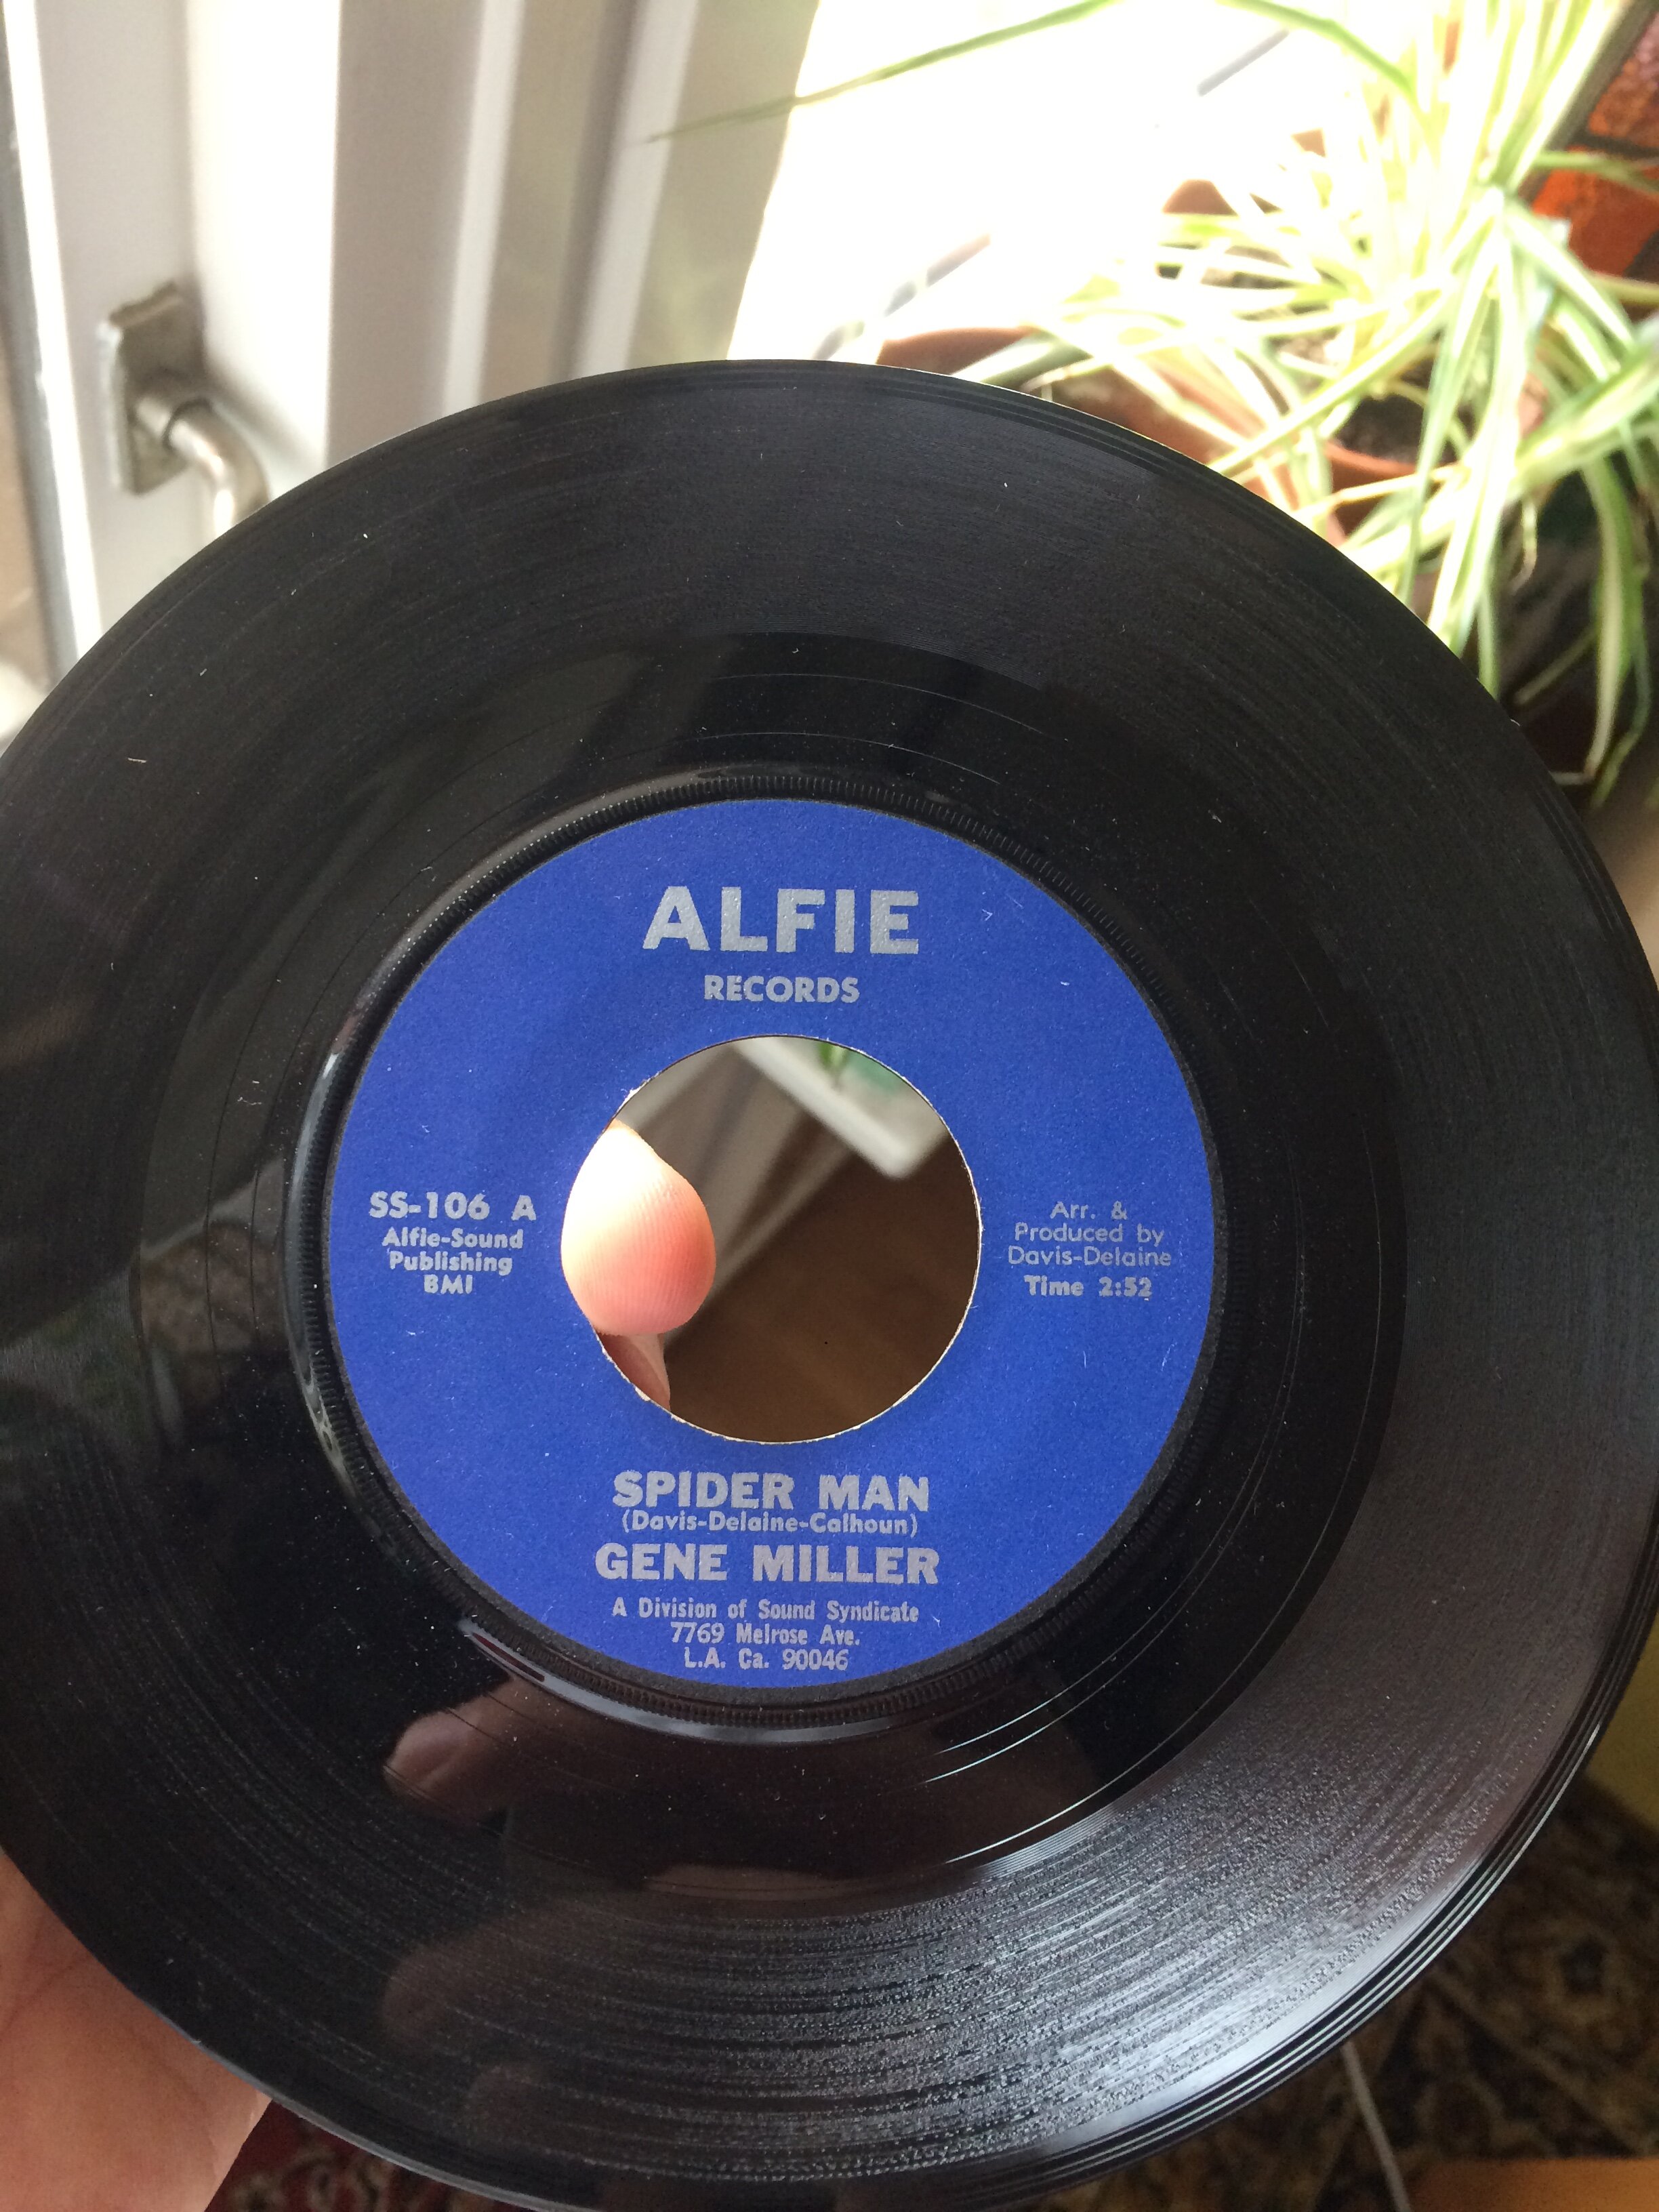 ALFIE
RECORDS
SS-106 A
Alfie-Sound
Publishing
BMI
Arr. &
Produced by
Davis-Delaine
Time 2:52
SPIDER MAN
(Davis-Delaine-Calhoun)
GENE MILLER
A Division of Sound Syndicate
7769 Melrose Ave.
L.A. Ca. 90046